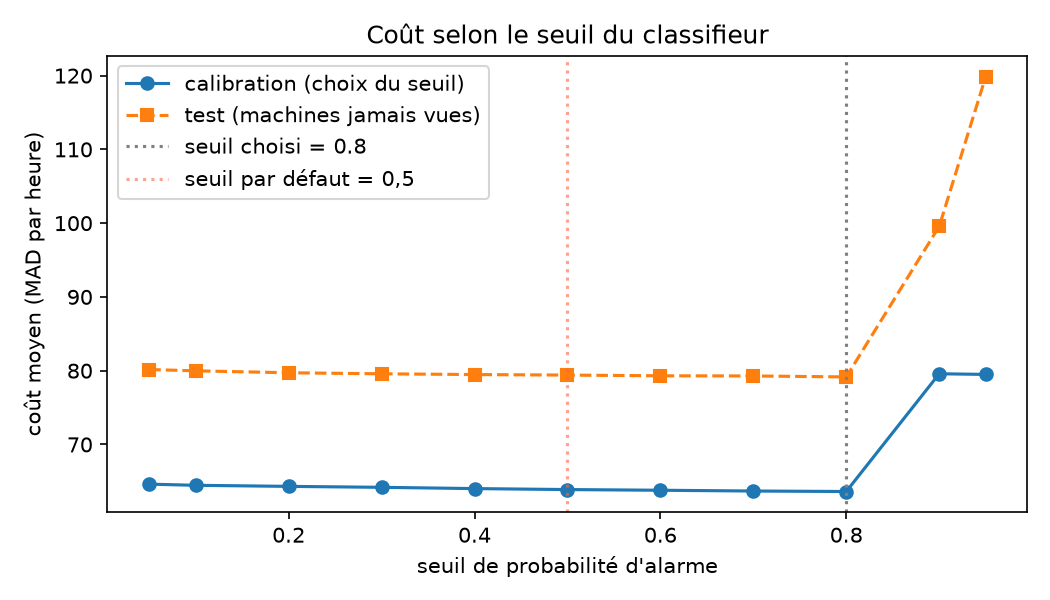 Coût selon le seuil du classifieur
calibration (choix du seuil)
test (machines jamais vues)
seuil choisi = 0.8
seuil par défaut = 0,5
coût moyen (MAD par heure)
120
110
100
90
80
70
0.2
0.4
0.6
0.8
seuil de probabilité d'alarme